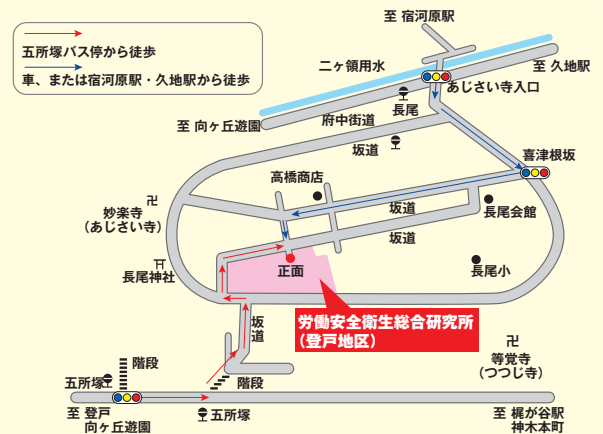 五所塚バス停から徒歩
車、または宿河原駅・久地駅から徒歩
至 宿河原駅
二ヶ領用水
至 久地駅
あじさい寺入口
長尾
府中街道
至 向ヶ丘遊園
坂道
喜津根坂
高橋商店
妙楽寺
(あじさい寺)
坂道
長尾会館
坂道
長尾神社
正面
長尾小
労働安全衛生総合研究所
(登戸地区)
坂道
等覚寺
(つつじ寺)
階段
五所塚
階段
五所塚
至 登戸
向ヶ丘遊園
至 梶が谷駅
神木本町